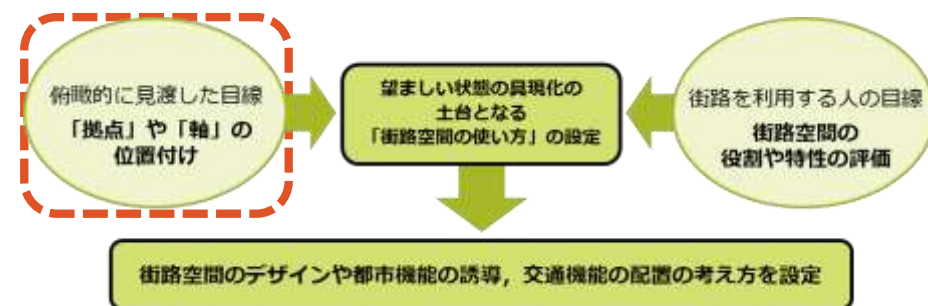 俯瞰的に見渡した目線
「拠点」や「軸」の
位置付け
望ましい状態の具現化の
土台となる
「街路空間の使い方」の設定
街路を利用する人の目線
街路空間の
役割や特性の評価
街路空間のデザインや都市機能の誘導，交通機能の配置の考え方を設定